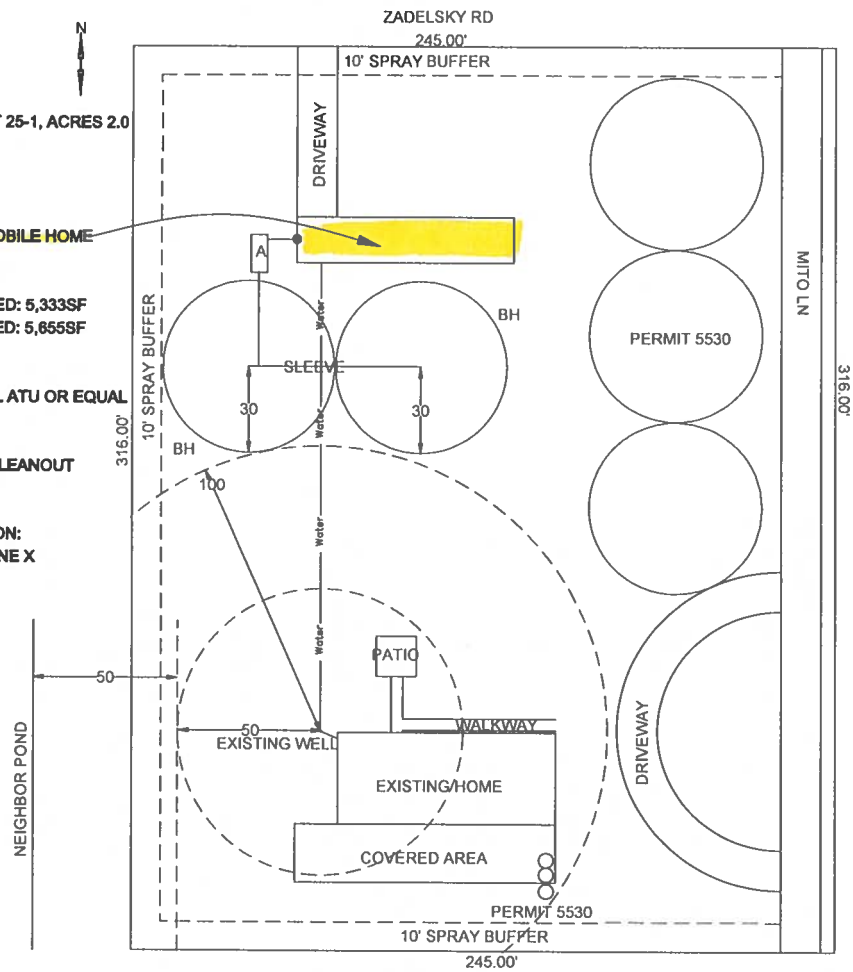 ZADELSKY RD
245.00'
N
10' SPRAY BUFFER
25-1, ACRES 2.0
DRIVEWAY
OBILE HOME
A
ED: 5,333SF
ED: 5,655SF
10' SPRAY BUFFER
316.00'
Water
BH
SLEEVE
30
30
BH
Water
PERMIT 5530
MITO LN
316.00'
ATU OR EQUAL
LEANOUT
100
ON:
NE X
Water
Water
PATIO
50
50
WALKWAY
EXISTING WELL
EXISTING HOME
DRIVEWAY
NEIGHBOR POND
COVERED AREA
PERMIT 5530
10' SPRAY BUFFER
245.00'